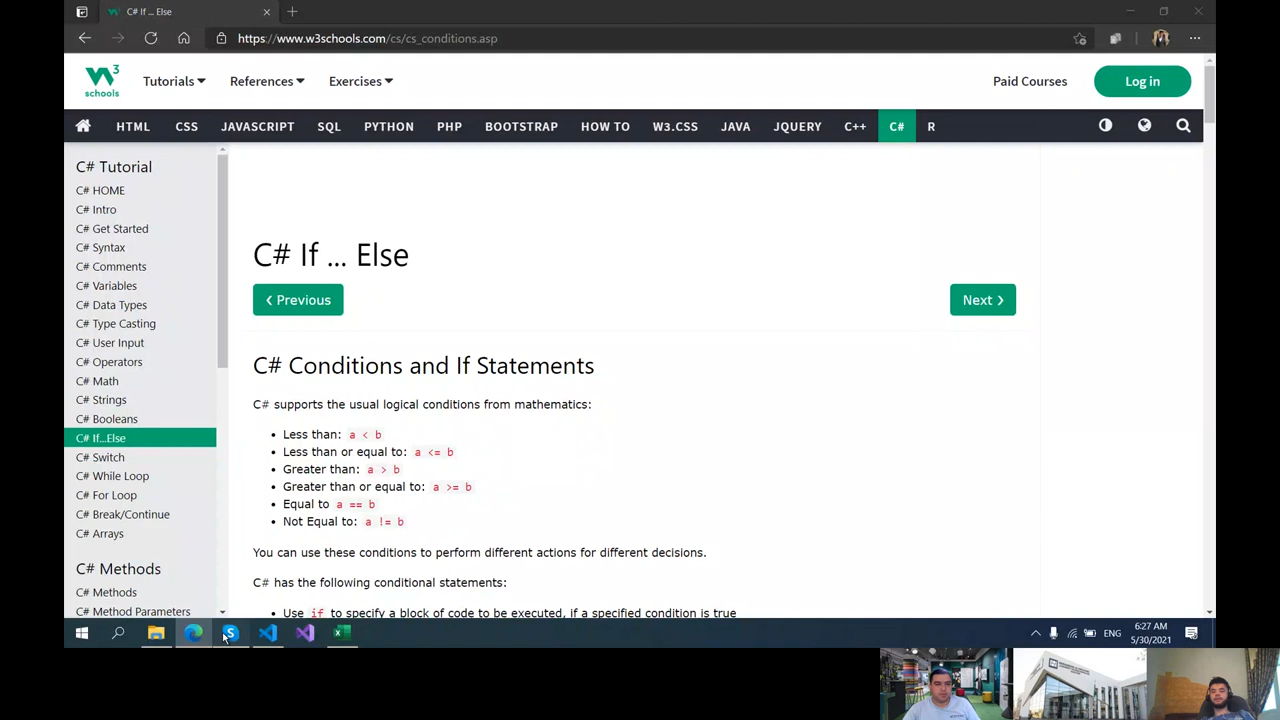 C# If ... Else
https://www.w3schools.com/cs/cs_conditions.asp
W3 schools
Tutorials References Exercises Paid Courses Log in
HTML CSS JAVASCRIPT SQL PYTHON PHP BOOTSTRAP HOW TO W3.CSS JAVA JQUERY C++ C# R
C# Tutorial
C# HOME
C# Intro
C# Get Started
C# Syntax
C# Comments
C# Variables
C# Data Types
C# Type Casting
C# User Input
C# Operators
C# Math
C# Strings
C# Booleans
C# If...Else
C# Switch
C# While Loop
C# For Loop
C# Break/Continue
C# Arrays
C# Methods
C# Methods
C# Method Parameters
C# If ... Else
❮ Previous Next ❯
C# Conditions and If Statements
C# supports the usual logical conditions from mathematics:
• Less than: a < b
• Less than or equal to: a <= b
• Greater than: a > b
• Greater than or equal to: a >= b
• Equal to a == b
• Not Equal to: a != b
You can use these conditions to perform different actions for different decisions.
C# has the following conditional statements:
• Use if to specify a block of code to be executed, if a specified condition is true
ENG 6:27 AM
5/30/2021